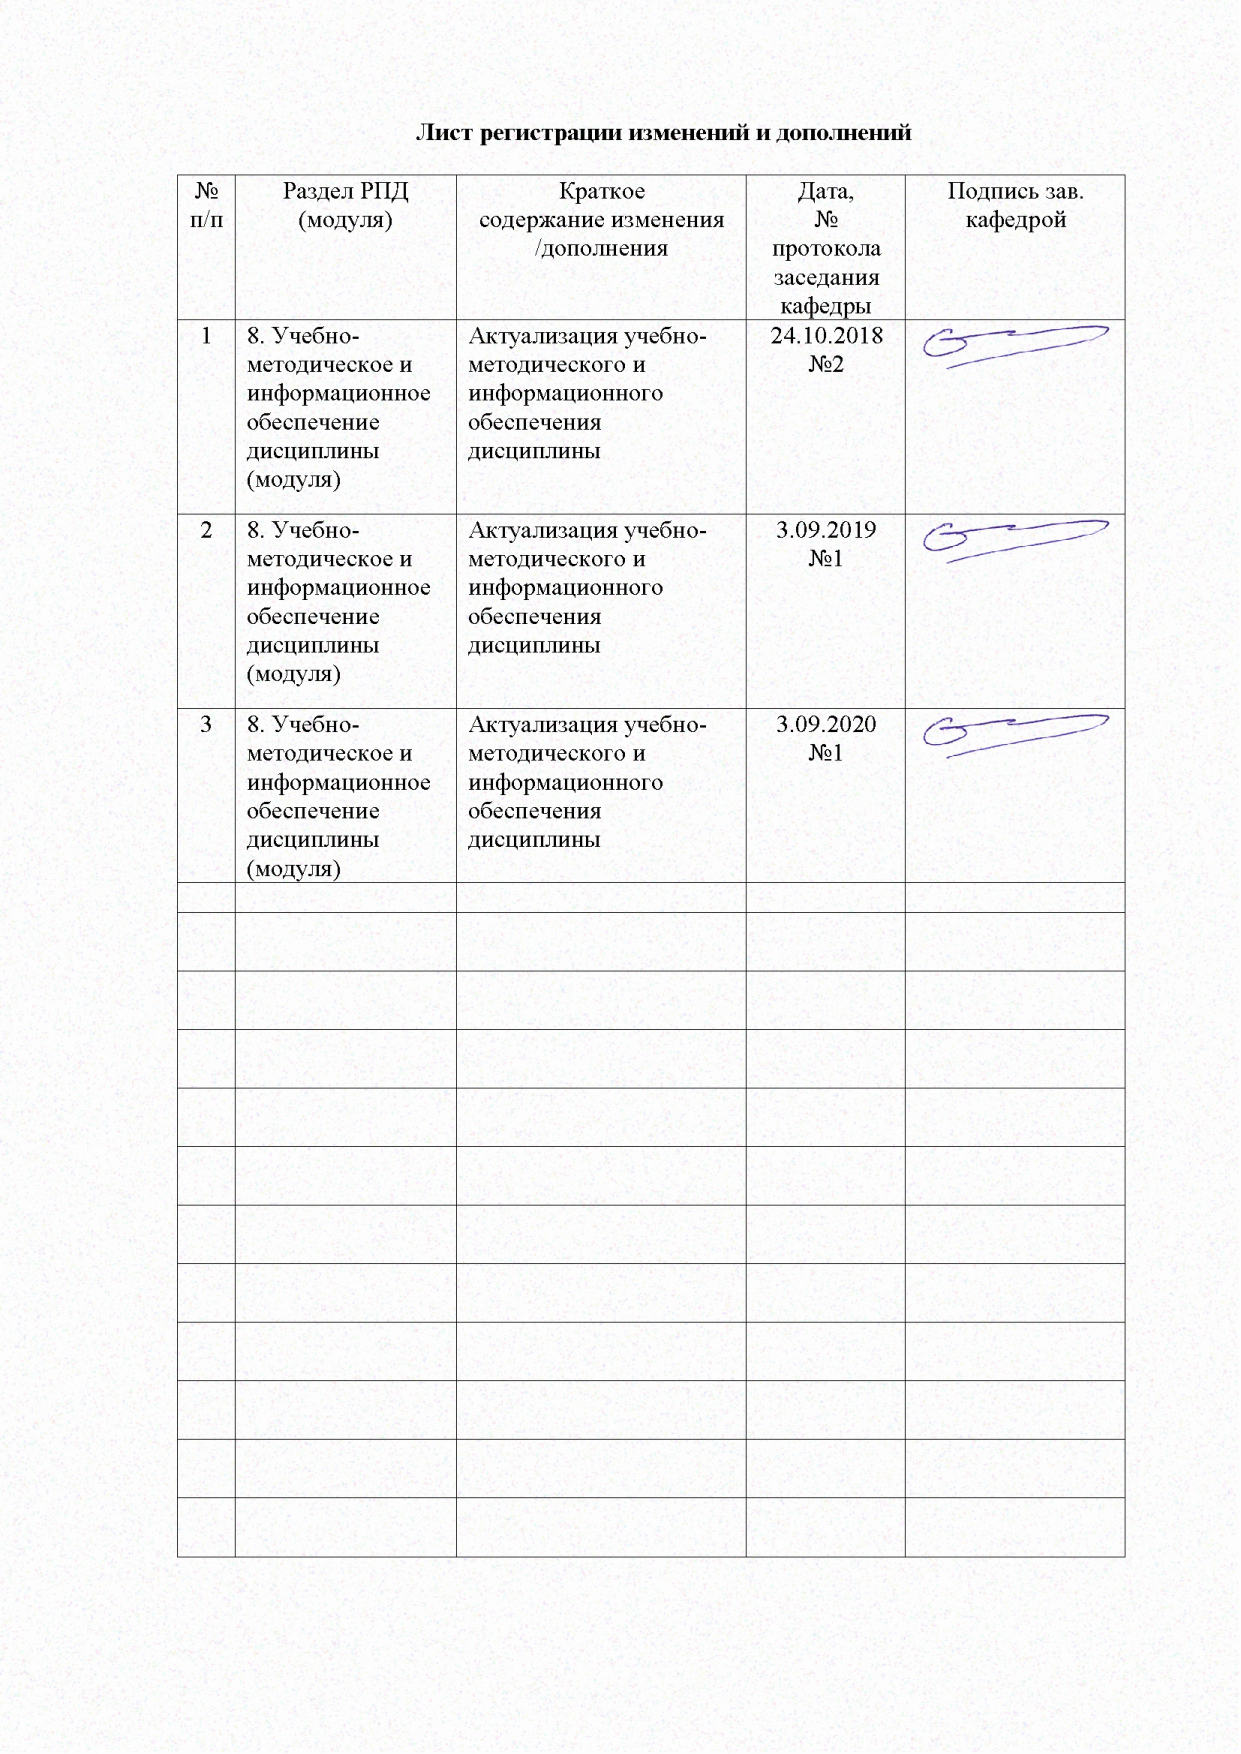 Лист регистрации изменений и дополнений
№
п/п
Раздел РПД
(модуля)
Краткое
содержание изменения
/дополнения
Дата,
№
протокола
заседания
кафедры
Подпись зав.
кафедрой
1
8. Учебно-
методическое и
информационное
обеспечение
дисциплины
(модуля)
Актуализация учебно-
методического и
информационного
обеспечения
дисциплины
24.10.2018
№2
2
8. Учебно-
методическое и
информационное
обеспечение
дисциплины
(модуля)
Актуализация учебно-
методического и
информационного
обеспечения
дисциплины
3.09.2019
№1
3
8. Учебно-
методическое и
информационное
обеспечение
дисциплины
(модуля)
Актуализация учебно-
методического и
информационного
обеспечения
дисциплины
3.09.2020
№1